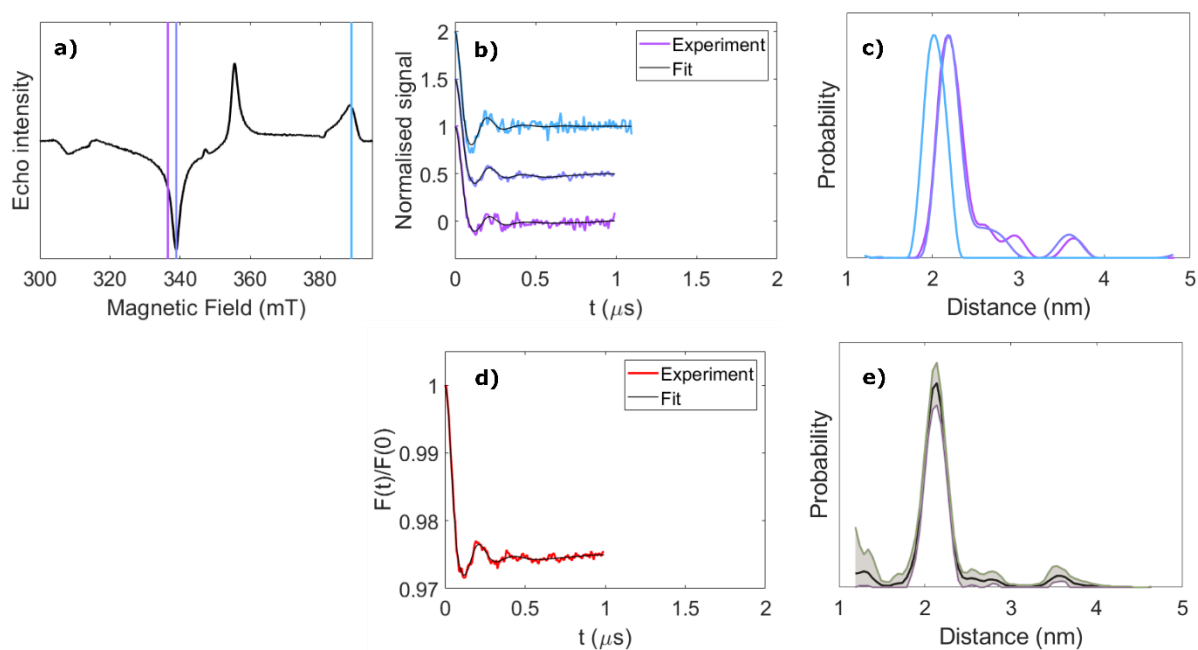 a)
Echo intensity
300 320 340 360 380
Magnetic Field (mT)
b)
Normalised signal
2
1.5
1
0.5
0
0 0.5 1 1.5 2
t (μs)
Experiment
Fit
c)
Probability
1 2 3 4 5
Distance (nm)
d)
F(t)/F(0)
1
0.99
0.98
0.97
0 0.5 1 1.5 2
t (μs)
Experiment
Fit
e)
Probability
1 2 3 4 5
Distance (nm)